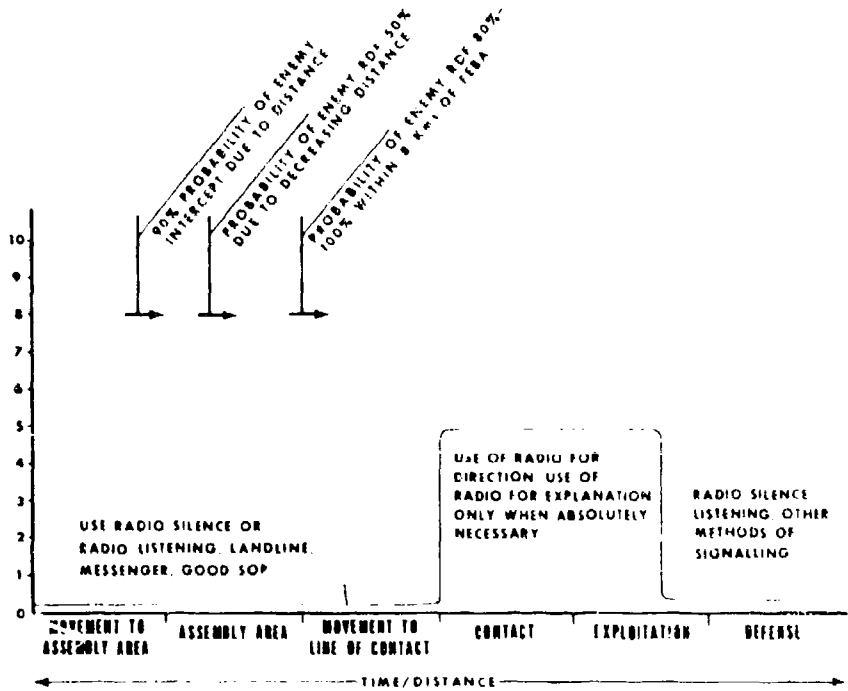 90% PROBABILITY OF ENEMY
INTERCEPT DUE TO DISTANCE
PROBABILITY OF ENEMY RDF 50%
DUE TO DECREASING DISTANCE
PROBABILITY OF ENEMY RDF 80%-
100% WITHIN 8 Kms OF FEBA
10
9
8
7
6
5
4
3
2
1
0
USE RADIO SILENCE OR
RADIO LISTENING, LANDLINE,
MESSENGER, GOOD SOP
USE OF RADIO FOR
DIRECTION USE OF
RADIO FOR EXPLANATION
ONLY WHEN ABSOLUTELY
NECESSARY
RADIO SILENCE
LISTENING, OTHER
METHODS OF
SIGNALLING
MOVEMENT TO
ASSEMBLY AREA
ASSEMBLY AREA
MOVEMENT TO
LINE OF CONTACT
CONTACT
EXPLOITATION
DEFENSE
TIME/DISTANCE